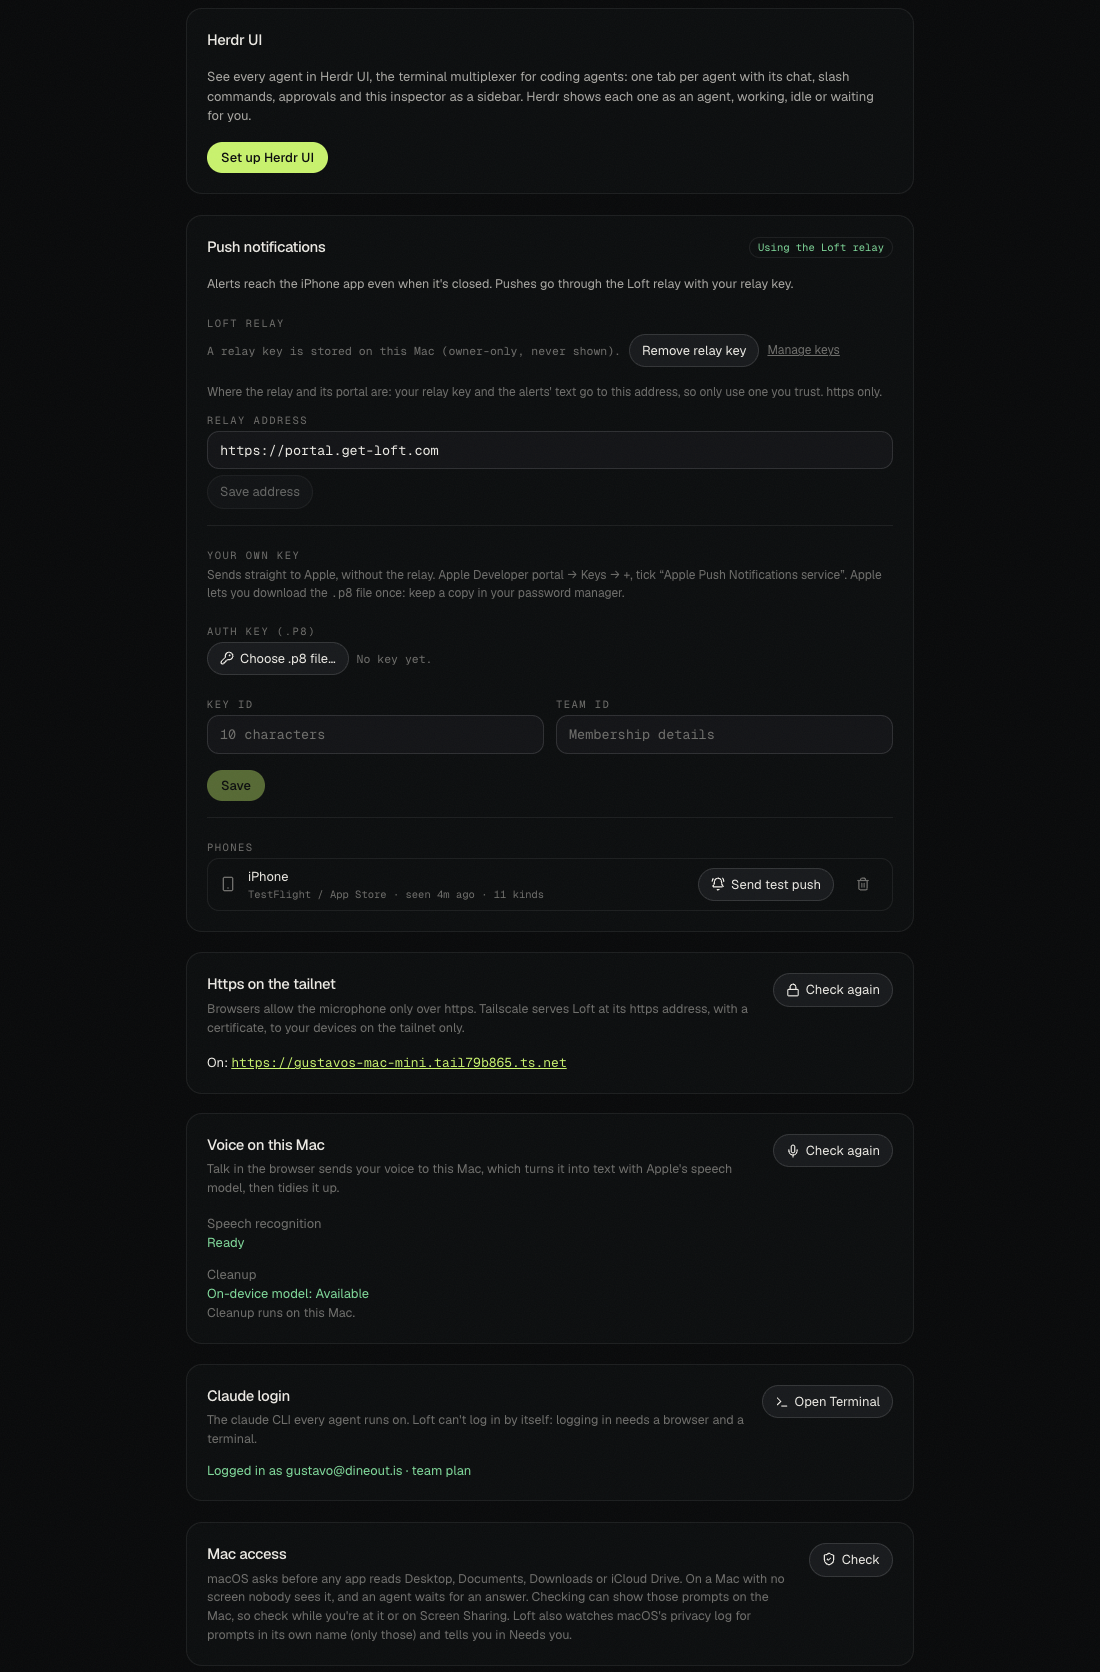 Herdr UI
See every agent in Herdr UI, the terminal multiplexer for coding agents: one tab per agent with its chat, slash
commands, approvals and this inspector as a sidebar. Herdr shows each one as an agent, working, idle or waiting
for you.
Set up Herdr UI
Push notifications
Using the Loft relay
Alerts reach the iPhone app even when it's closed. Pushes go through the Loft relay with your relay key.
LOFT RELAY
A relay key is stored on this Mac (owner-only, never shown).
Remove relay key
Manage keys
Where the relay and its portal are: your relay key and the alerts' text go to this address, so only use one you trust. https only.
RELAY ADDRESS
https://portal.get-loft.com
Save address
YOUR OWN KEY
Sends straight to Apple, without the relay. Apple Developer portal → Keys → +, tick “Apple Push Notifications service”. Apple
lets you download the .p8 file once: keep a copy in your password manager.
AUTH KEY (.P8)
Choose .p8 file…
No key yet.
KEY ID
TEAM ID
10 characters
Membership details
Save
PHONES
iPhone
TestFlight / App Store · seen 4m ago · 11 kinds
Send test push
Https on the tailnet
Check again
Browsers allow the microphone only over https. Tailscale serves Loft at its https address, with a
certificate, to your devices on the tailnet only.
On: https://gustavos-mac-mini.tail79b865.ts.net
Voice on this Mac
Check again
Talk in the browser sends your voice to this Mac, which turns it into text with Apple's speech
model, then tidies it up.
Speech recognition
Ready
Cleanup
On-device model: Available
Cleanup runs on this Mac.
Claude login
Open Terminal
The claude CLI every agent runs on. Loft can't log in by itself: logging in needs a browser and a
terminal.
Logged in as gustavo@dineout.is · team plan
Mac access
Check
macOS asks before any app reads Desktop, Documents, Downloads or iCloud Drive. On a Mac with no
screen nobody sees it, and an agent waits for an answer. Checking can show those prompts on the
Mac, so check while you're at it or on Screen Sharing. Loft also watches macOS's privacy log for
prompts in its own name (only those) and tells you in Needs you.